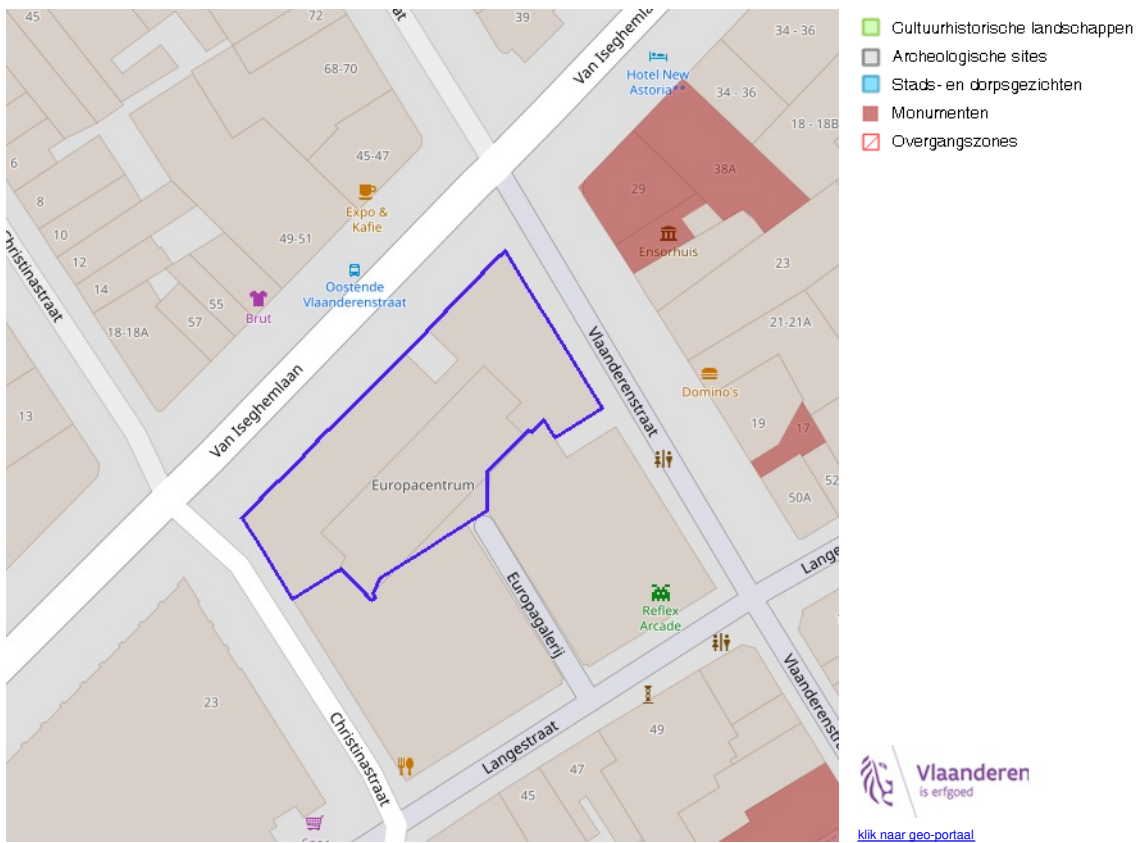 45
72
39
34 - 36
Van Iseghemlaan
68-70
Hotel New
Astoria**
34 - 36
18 - 18B
6
45-47
38A
8
29
Expo &
Kafie
10
49-51
Ensorhuis
12
23
Christinastraat
14
Oostende
Vlaanderenstraat
55
Brut
57
18-18A
21-21A
Vlaanderenstraat
Van Iseghemlaan
Domino's
13
19
17
Europacentrum
52
50A
Europagalerij
Reflex
Arcade
23
Christinastraat
Langestraat
49
47
45
Cultuurhistorische landschappen
Archeologische sites
Stads- en dorpsgezichten
Monumenten
Overgangszones
Vlaanderen
is erfgoed
klik naar geo-portaal